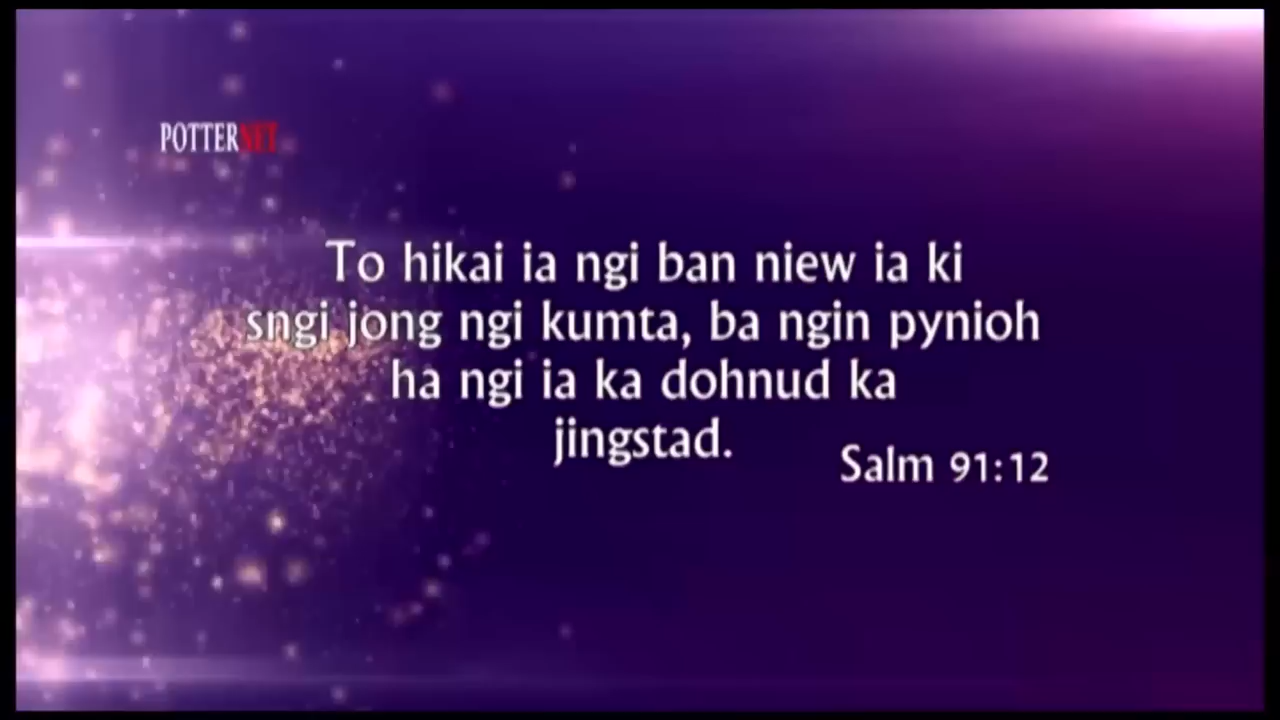 POTTERNET
To hikai ia ngi ban niew ia ki
sngi jong ngi kumta, ba ngin pynioh
ha ngi ia ka dohnud ka
jingstad.
Salm 91:12